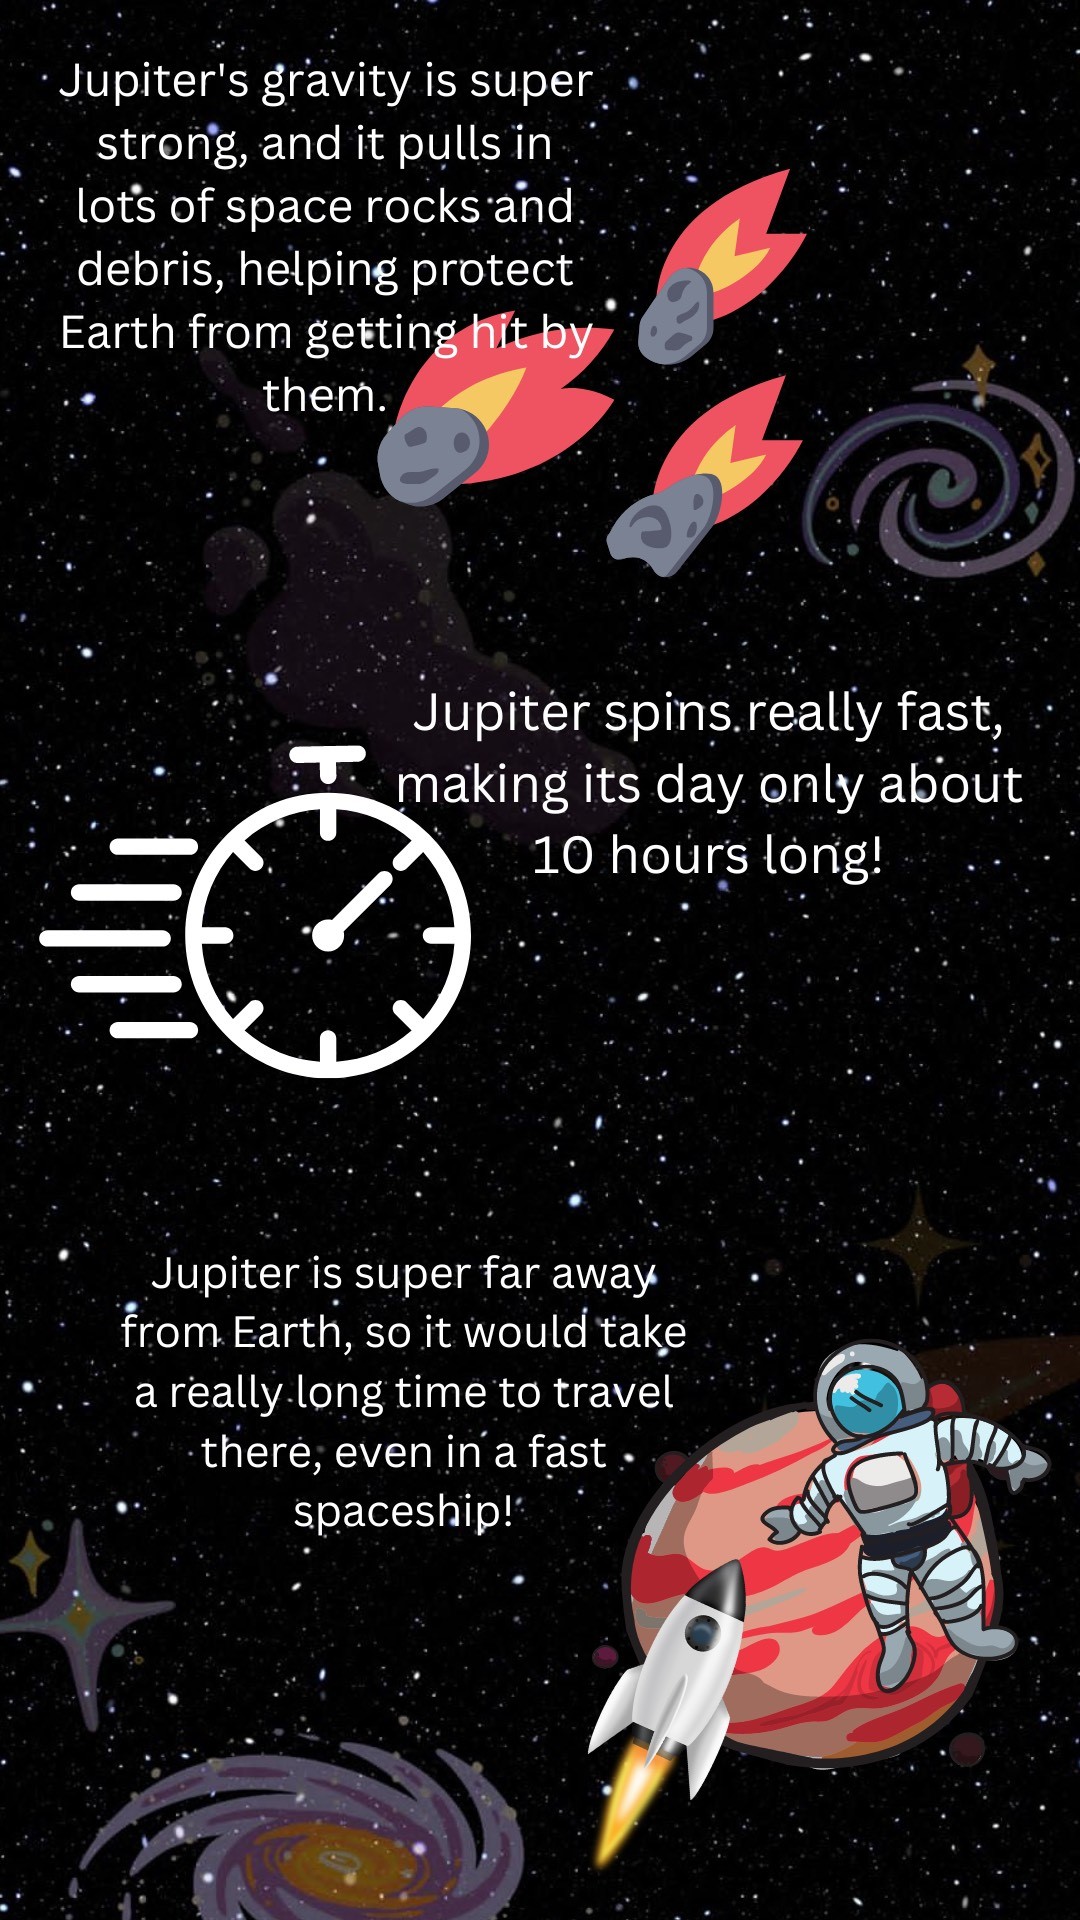 Jupiter's gravity is super
strong, and it pulls in
lots of space rocks and
debris, helping protect
Earth from getting hit by
them.
Jupiter spins really fast,
making its day only about
10 hours long!
Jupiter is super far away
from Earth, so it would take
a really long time to travel
there, even in a fast
spaceship!